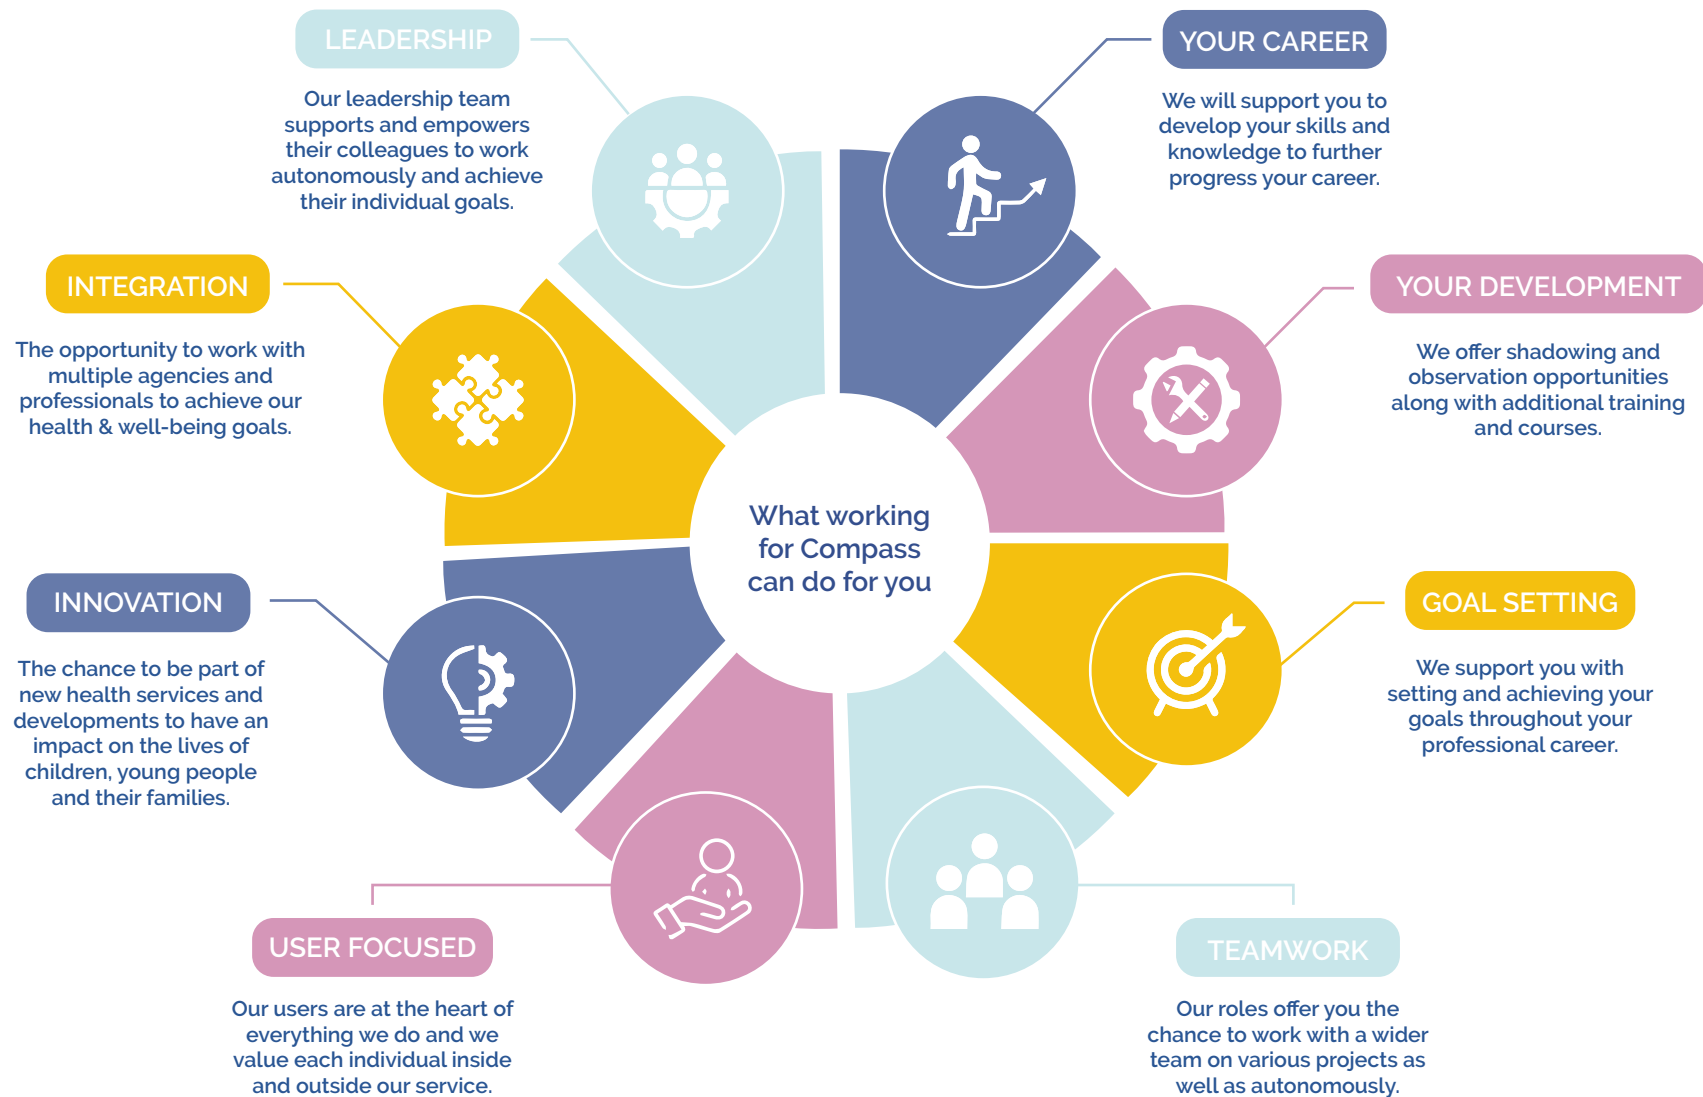 LEADERSHIP
Our leadership team
supports and empowers
their colleagues to work
autonomously and achieve
their individual goals.
YOUR CAREER
We will support you to
develop your skills and
knowledge to further
progress your career.
INTEGRATION
The opportunity to work with
multiple agencies and
professionals to achieve our
health & well-being goals.
YOUR DEVELOPMENT
We offer shadowing and
observation opportunities
along with additional training
and courses.
What working
for Compass
can do for you
INNOVATION
The chance to be part of
new health services and
developments to have an
impact on the lives of
children, young people
and their families.
GOAL SETTING
We support you with
setting and achieving your
goals throughout your
professional career.
USER FOCUSED
Our users are at the heart of
everything we do and we
value each individual inside
and outside our service.
TEAMWORK
Our roles offer you the
chance to work with a wider
team on various projects as
well as autonomously.